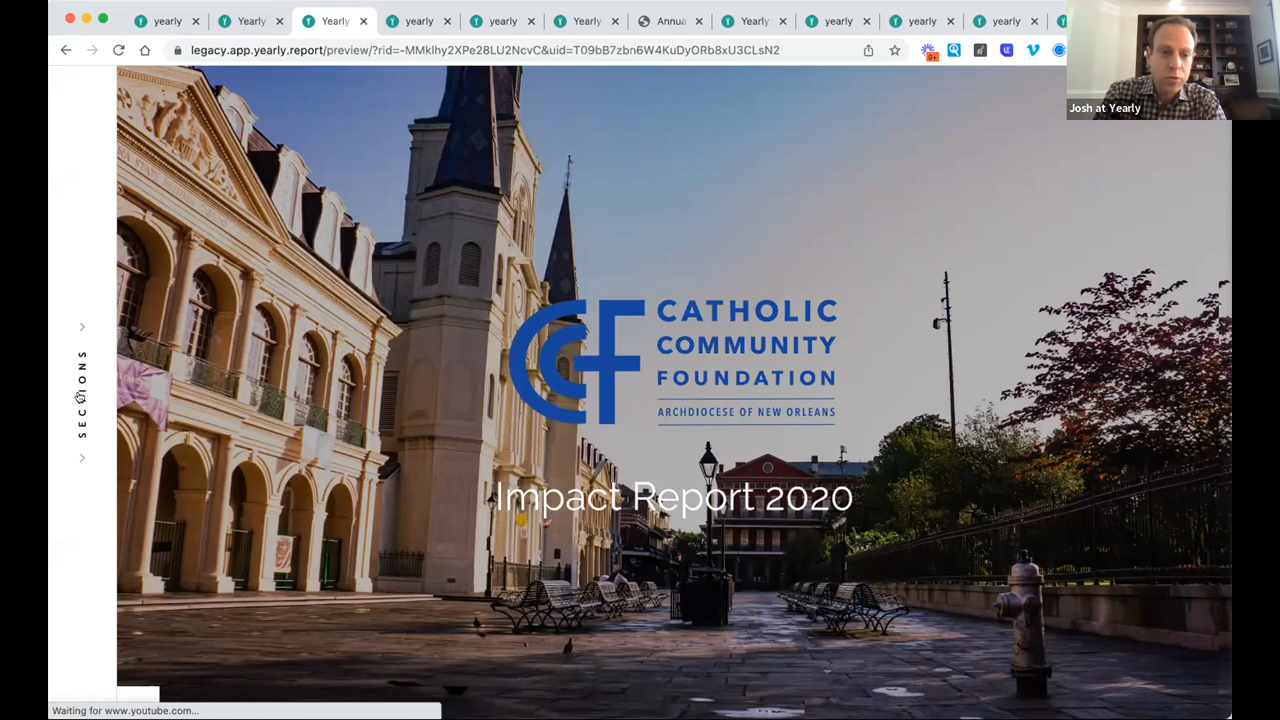 yearly
Yearly
Yearly
yearly
yearly
Yearly
Annua
Yearly
yearly
yearly
yearly
legacy.app.yearly.report/preview/?rid=-MMklhy2XPe28LU2NcvC&uid=T09bB7zbn6W4KuDyORb8xU3CLsN2
9+
Josh at Yearly
SECTIONS
CCF
CATHOLIC
COMMUNITY
FOUNDATION
ARCHDIOCESE OF NEW ORLEANS
Impact Report 2020
Waiting for www.youtube.com...